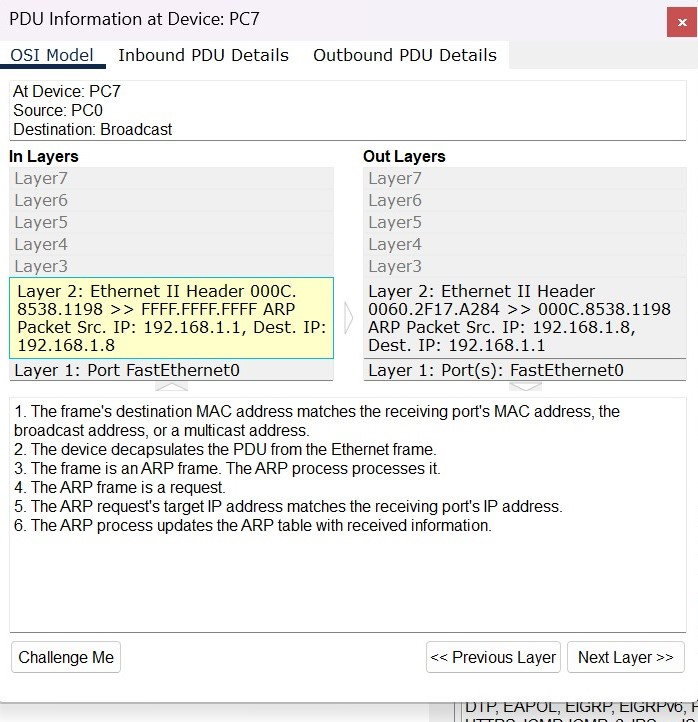 PDU Information at Device: PC7
x
OSI Model Inbound PDU Details Outbound PDU Details
At Device: PC7
Source: PC0
Destination: Broadcast
In Layers
Layer7
Layer6
Layer5
Layer4
Layer3
Layer 2: Ethernet II Header 000C.
8538.1198 >> FFFF.FFFF.FFFF ARP
Packet Src. IP: 192.168.1.1, Dest. IP:
192.168.1.8
Layer 1: Port FastEthernet0
Out Layers
Layer7
Layer6
Layer5
Layer4
Layer3
Layer 2: Ethernet II Header
0060.2F17.A284 >> 000C.8538.1198
ARP Packet Src. IP: 192.168.1.8,
Dest. IP: 192.168.1.1
Layer 1: Port(s): FastEthernet0
1. The frame's destination MAC address matches the receiving port's MAC address, the
broadcast address, or a multicast address.
2. The device decapsulates the PDU from the Ethernet frame.
3. The frame is an ARP frame. The ARP process processes it.
4. The ARP frame is a request.
5. The ARP request's target IP address matches the receiving port's IP address.
6. The ARP process updates the ARP table with received information.
Challenge Me << Previous Layer Next Layer >>
DTP, EAPOL, EIGRP, EIGRPv6,